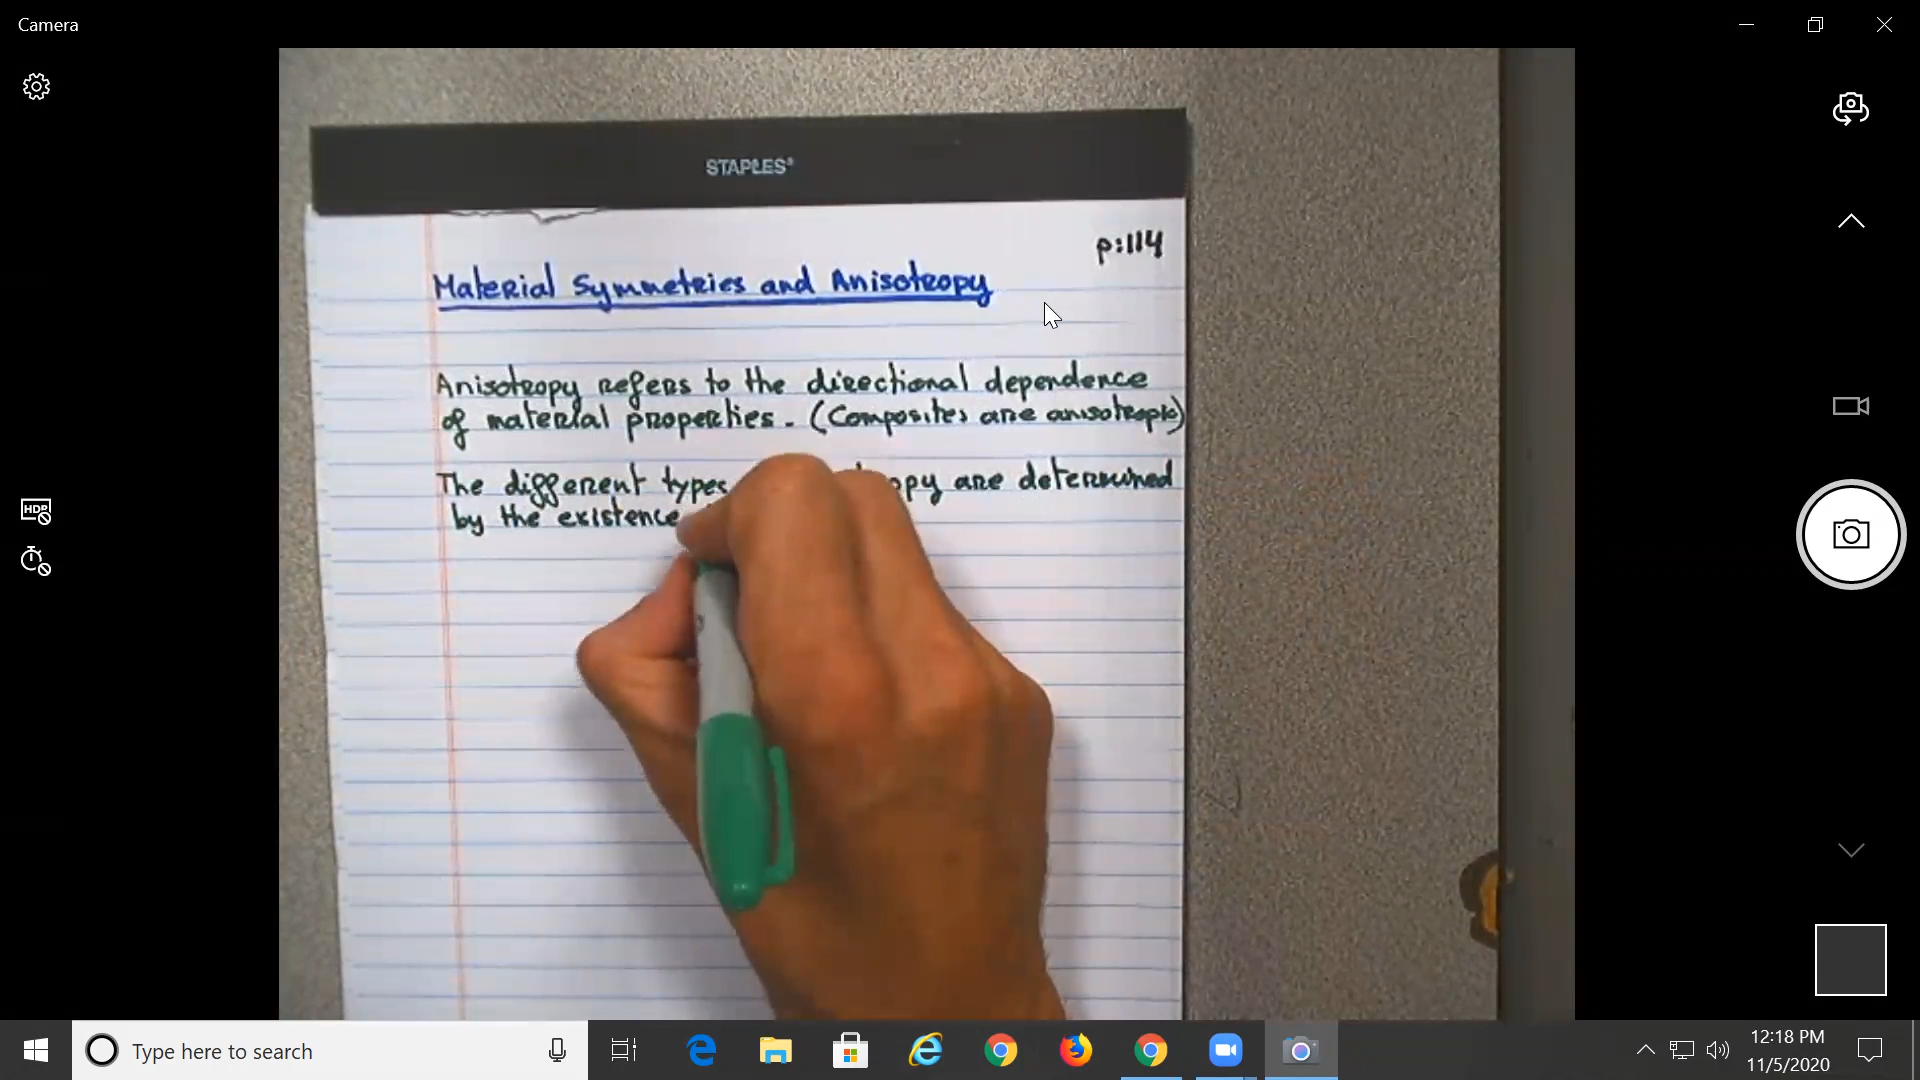 Camera
STAPLES
p:114
Material Symmetries and Anisotropy
Anisotropy refers to the directional dependence
of material properties. (Composites are anisotropic)
The different types are determined
by the existence
HDR
Type here to search
12:18 PM
11/5/2020